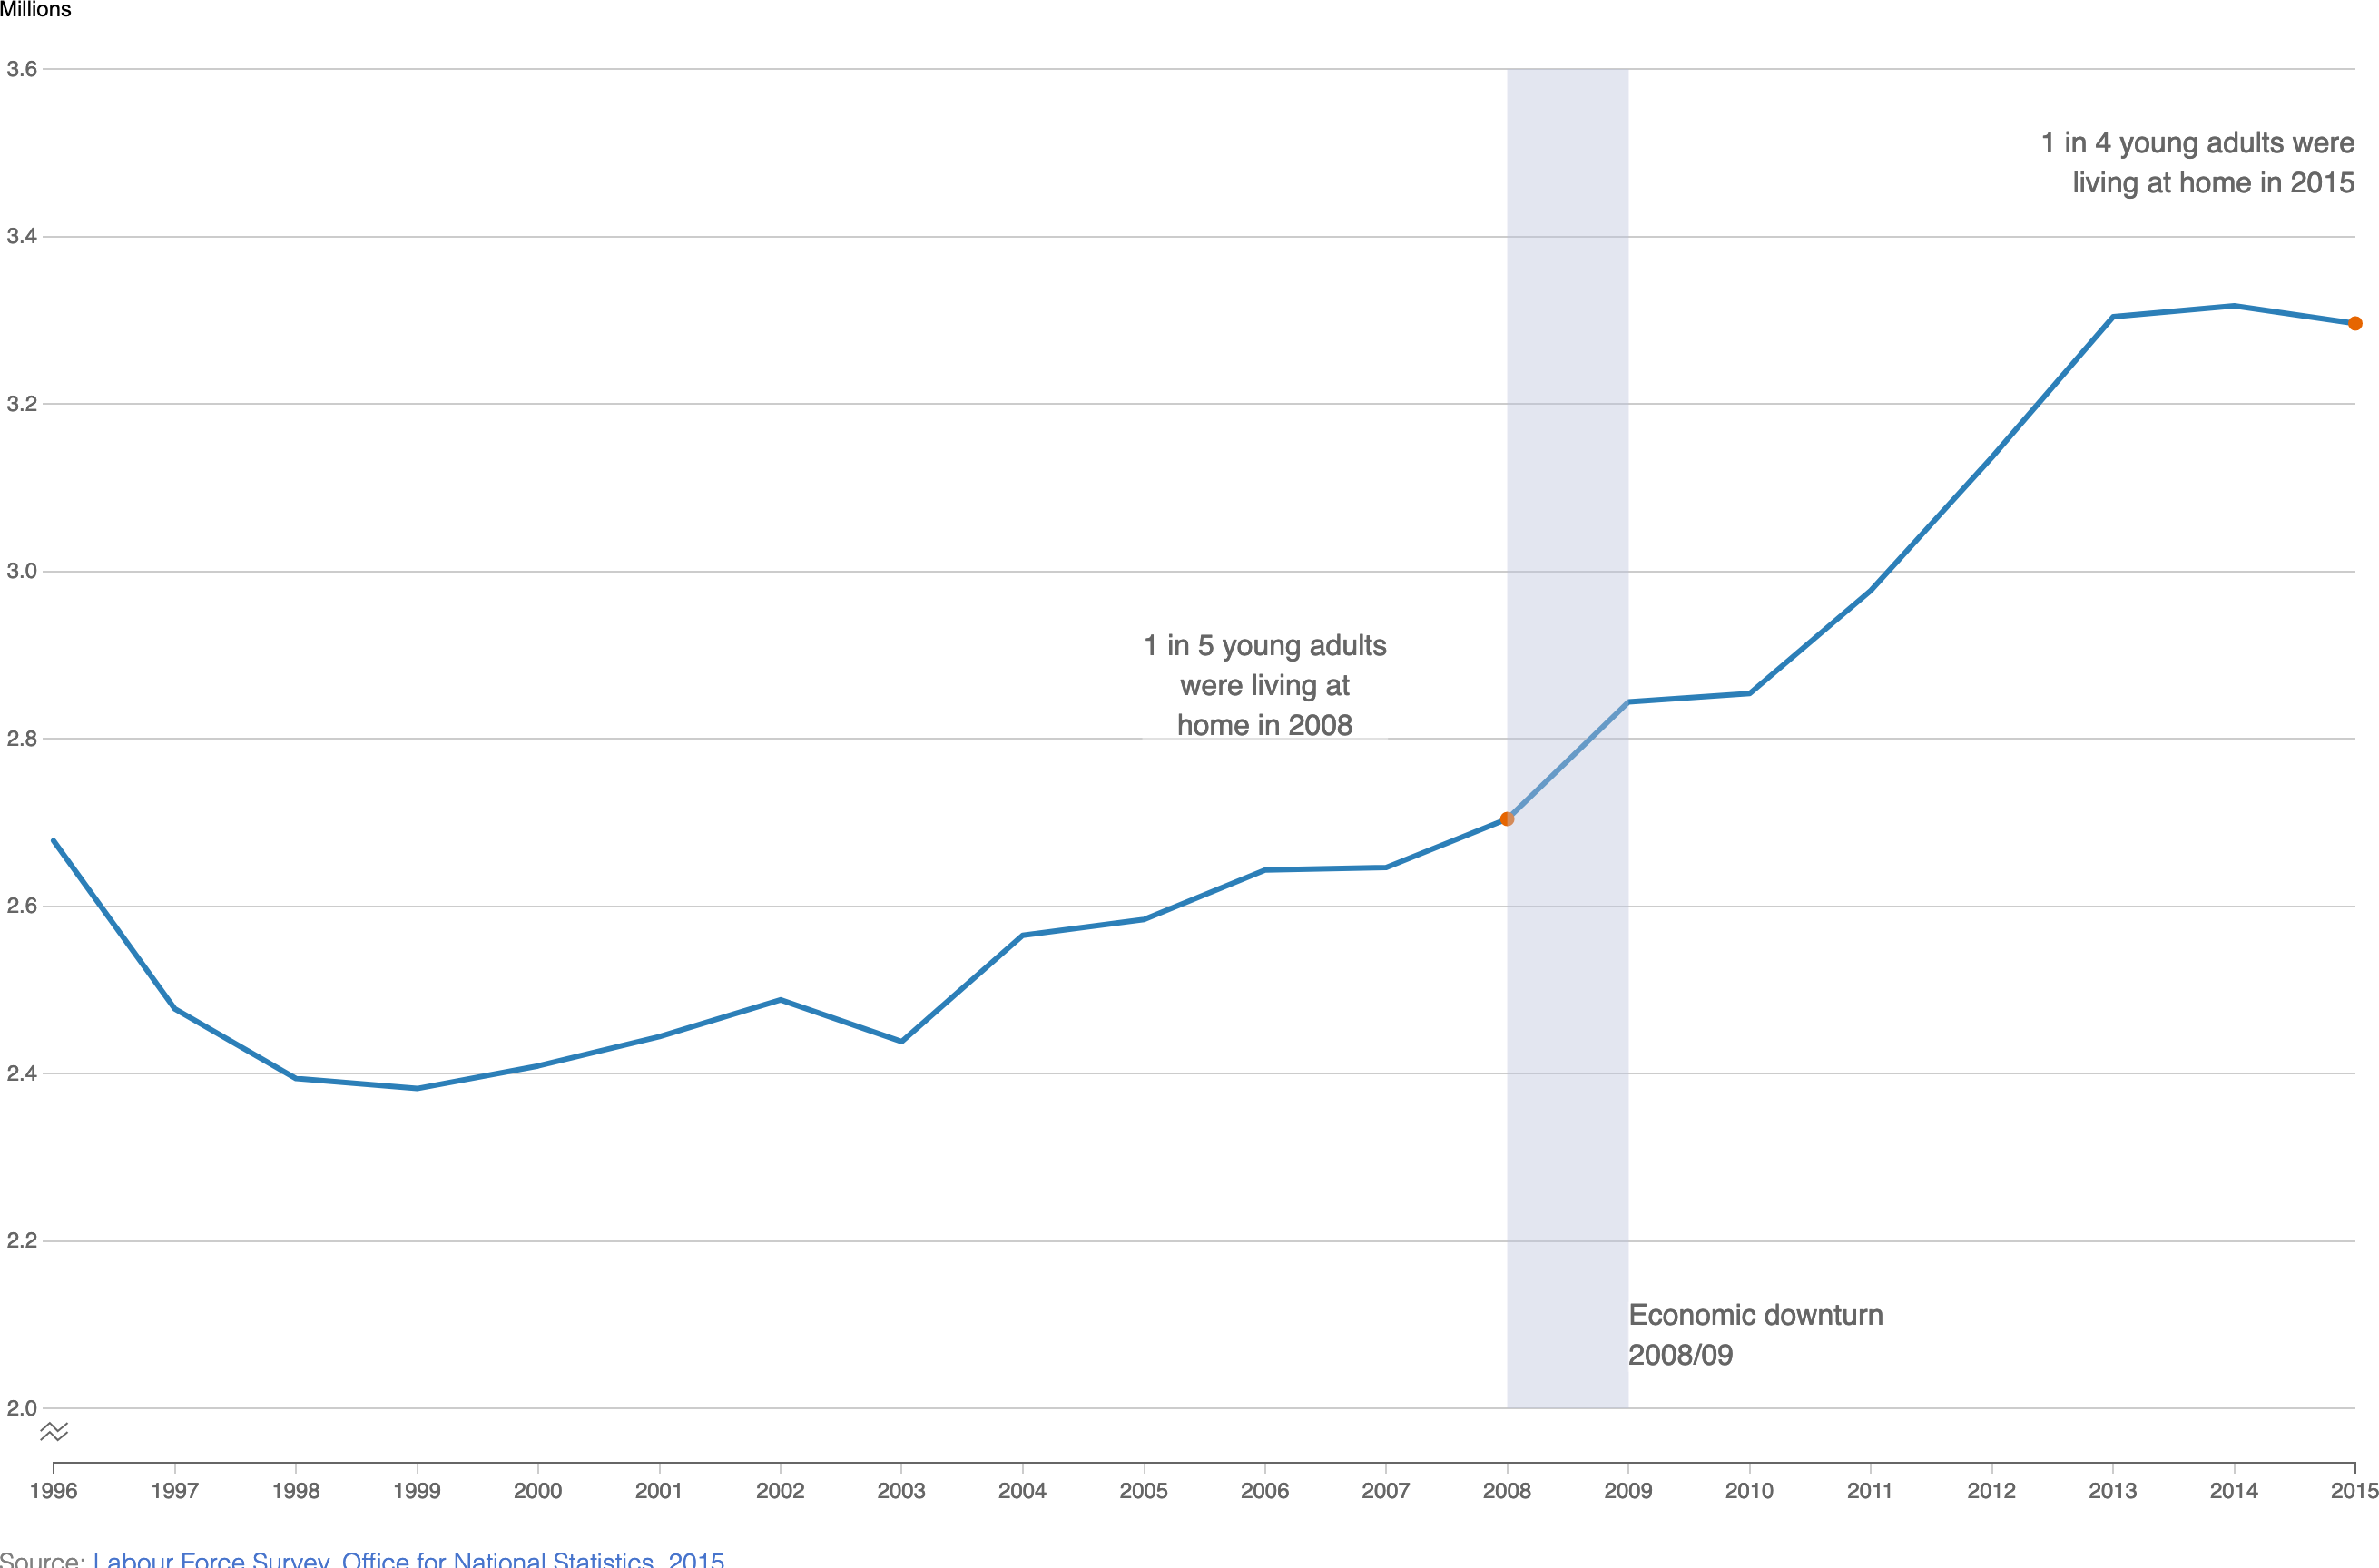 Millions
3.6
1 in 4 young adults were
living at home in 2015
3.4
3.2
3.0
1 in 5 young adults
were living at
home in 2008
2.8
2.6
2.4
2.2
Economic downturn
2008/09
2.0
1996 1997 1998 1999 2000 2001 2002 2003 2004 2005 2006 2007 2008 2009 2010 2011 2012 2013 2014 2015
Source: Labour Force Survey, Office for National Statistics, 2015